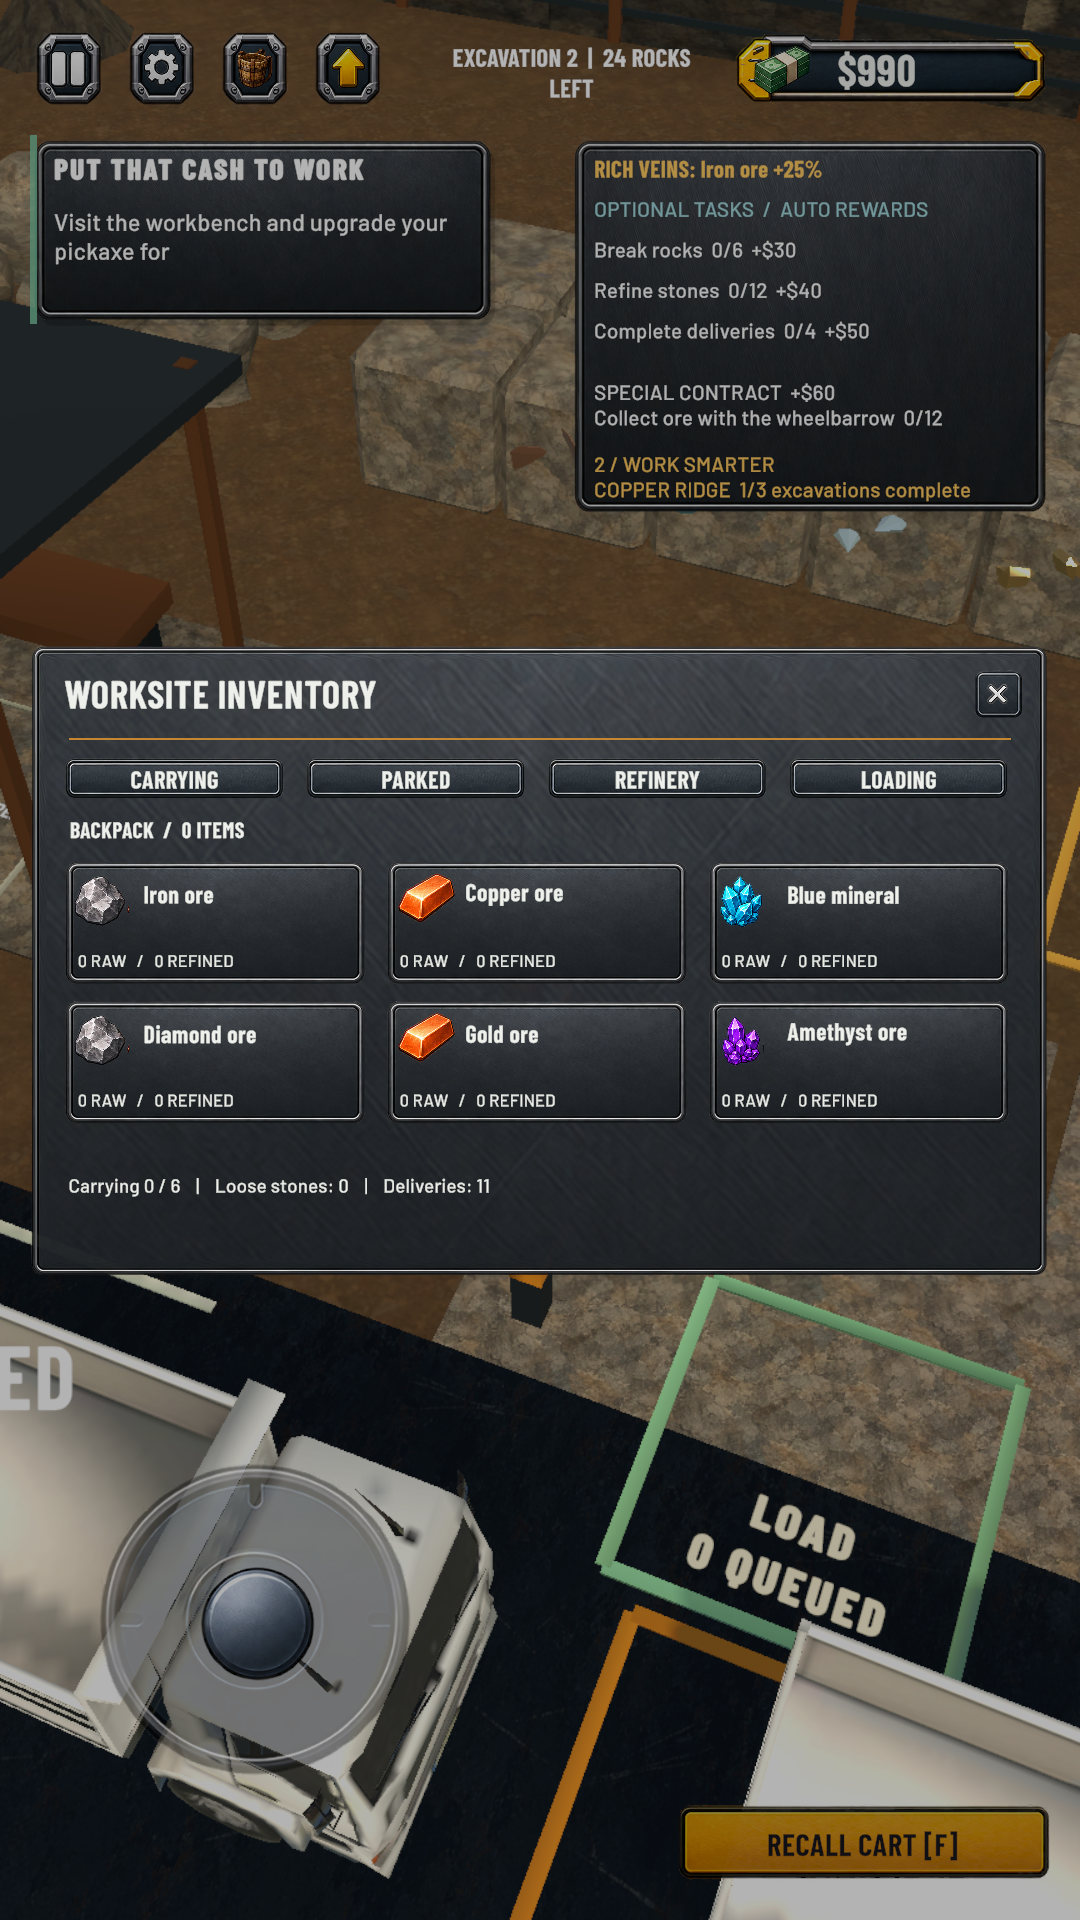 EXCAVATION 2 | 24 ROCKS
LEFT
$990
PUT THAT CASH TO WORK
Visit the workbench and upgrade your
pickaxe for
RICH VEINS: Iron ore +25%
OPTIONAL TASKS / AUTO REWARDS
Break rocks 0/6 +$30
Refine stones 0/12 +$40
Complete deliveries 0/4 +$50
SPECIAL CONTRACT +$60
Collect ore with the wheelbarrow 0/12
2 / WORK SMARTER
COPPER RIDGE 1/3 excavations complete
WORKSITE INVENTORY
CARRYING
PARKED
REFINERY
LOADING
BACKPACK / 0 ITEMS
Iron ore
0 RAW / 0 REFINED
Copper ore
0 RAW / 0 REFINED
Blue mineral
0 RAW / 0 REFINED
Diamond ore
0 RAW / 0 REFINED
Gold ore
0 RAW / 0 REFINED
Amethyst ore
0 RAW / 0 REFINED
Carrying 0 / 6 | Loose stones: 0 | Deliveries: 11
ED
LOAD
0 QUEUED
RECALL CART [F]